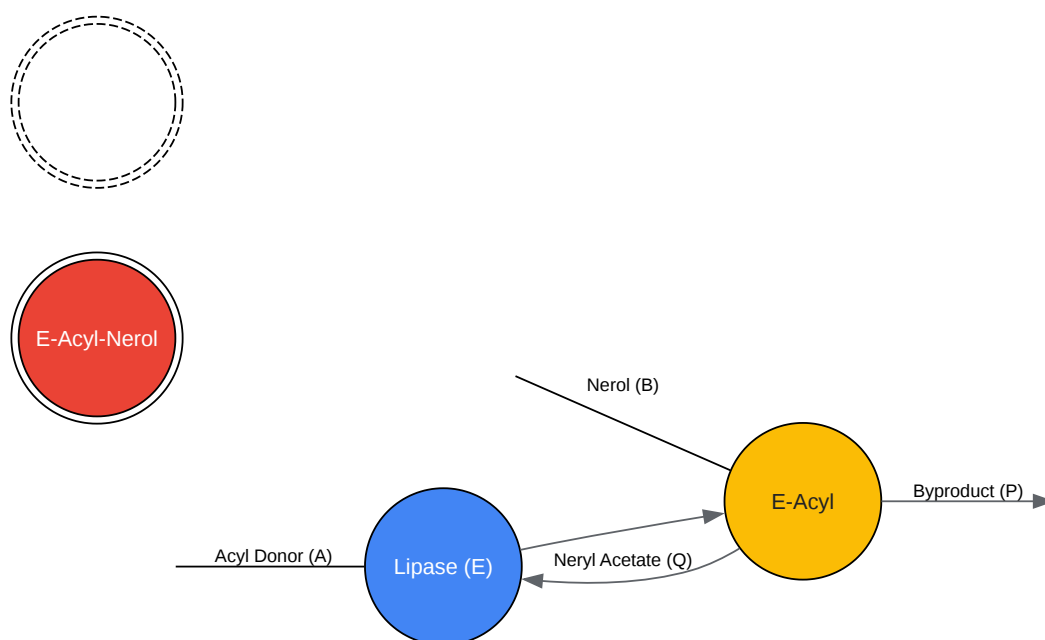 E-Acyl-Nerol
Nerol (B)
E-Acyl
Byproduct (P)
Acyl Donor (A)
Lipase (E)
Neryl Acetate (Q)